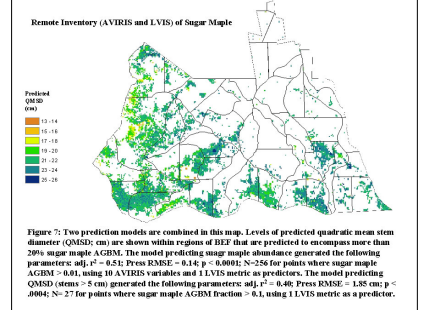 Remote Inventory (AVIRIS and LVIS) of Sugar Maple
Predicted
QMSD
(cm)
13 - 14
15 - 16
17 - 18
19 - 20
21 - 22
23 - 24
25 - 26
Figure 7: Two prediction models are combined in this map. Levels of predicted quadratic mean stem
diameter (QMSD; cm) are shown within regions of BEF that are predicted to encompass more than
20% sugar maple AGBM. The model predicting suagr maple abundance generated the following
parameters: adj. r² = 0.51; Press RMSE = 0.14; p < 0.0001; N=256 for points where sugar maple
AGBM > 0.01, using 10 AVIRIS variables and 1 LVIS metric as predictors. The model predicting
QMSD (stems > 5 cm) generated the following parameters: adj. r² = 0.40; Press RMSE = 1.85 cm; p <
.0004; N= 27 for points where sugar maple AGBM fraction > 0.1, using 1 LVIS metric as a predictor.